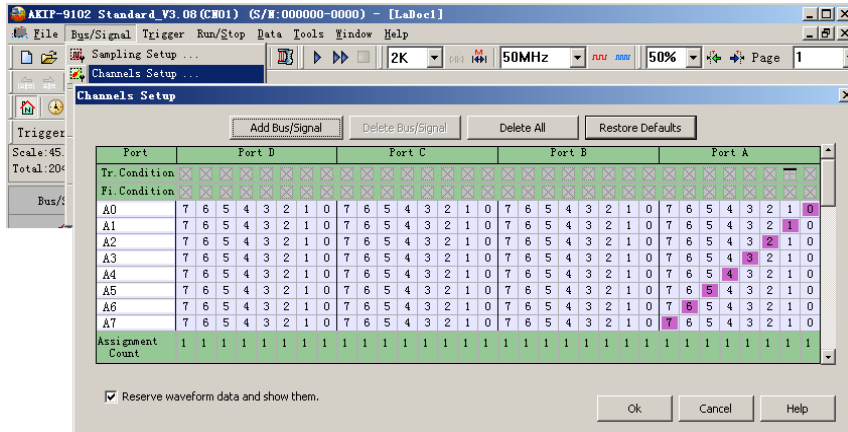 AKIP-9102 Standard_V3.08(CH01) (S/N:000000-0000) - [LaDoc1]
File Bus/Signal Trigger Run/Stop Data Tools Window Help
Sampling Setup ...
2K 50MHz 50% Page 1
Channels Setup ...
Channels Setup
Trigger
Scale:45.
Total:204
Bus/S
Add Bus/Signal Delete Bus/Signal Delete All Restore Defaults
Port Port D Port C Port B Port A
Tr.Condition
Fi.Condition
A0 7 6 5 4 3 2 1 0 7 6 5 4 3 2 1 0 7 6 5 4 3 2 1 0 7 6 5 4 3 2 1 0
A1 7 6 5 4 3 2 1 0 7 6 5 4 3 2 1 0 7 6 5 4 3 2 1 0 7 6 5 4 3 2 1 0
A2 7 6 5 4 3 2 1 0 7 6 5 4 3 2 1 0 7 6 5 4 3 2 1 0 7 6 5 4 3 2 1 0
A3 7 6 5 4 3 2 1 0 7 6 5 4 3 2 1 0 7 6 5 4 3 2 1 0 7 6 5 4 3 2 1 0
A4 7 6 5 4 3 2 1 0 7 6 5 4 3 2 1 0 7 6 5 4 3 2 1 0 7 6 5 4 3 2 1 0
A5 7 6 5 4 3 2 1 0 7 6 5 4 3 2 1 0 7 6 5 4 3 2 1 0 7 6 5 4 3 2 1 0
A6 7 6 5 4 3 2 1 0 7 6 5 4 3 2 1 0 7 6 5 4 3 2 1 0 7 6 5 4 3 2 1 0
A7 7 6 5 4 3 2 1 0 7 6 5 4 3 2 1 0 7 6 5 4 3 2 1 0 7 6 5 4 3 2 1 0
Assignment
Count 1 1 1 1 1 1 1 1 1 1 1 1 1 1 1 1 1 1 1 1 1 1 1 1 1 1 1 1 1 1 1 1
Reserve waveform data and show them.
Ok Cancel Help